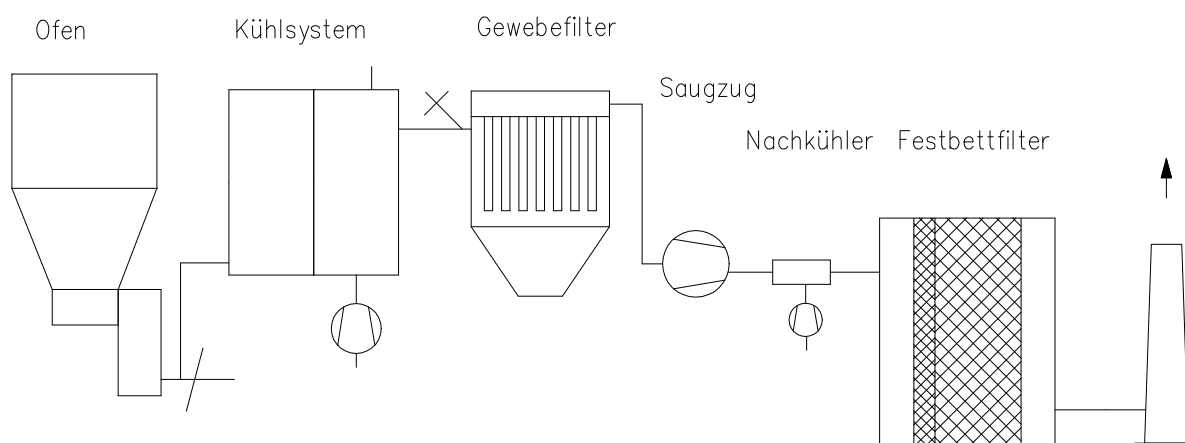 Ofen
Kühlsystem
Gewebefilter
Saugzug
Nachkühler
Festbettfilter